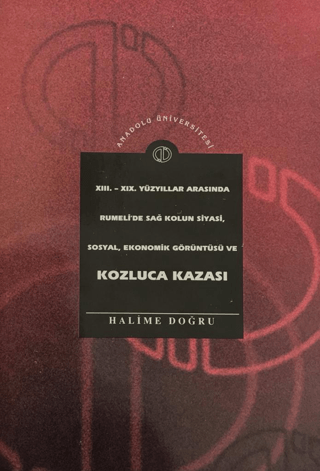 ANADOLU ÜNİVERSİTESİ
XIII. - XIX. YÜZYILLAR ARASINDA
RUMELİ'DE SAĞ KOLUN SİYASİ,
SOSYAL, EKONOMİK GÖRÜNTÜSÜ VE
KOZLUCA KAZASI
HALİME DOĞRU